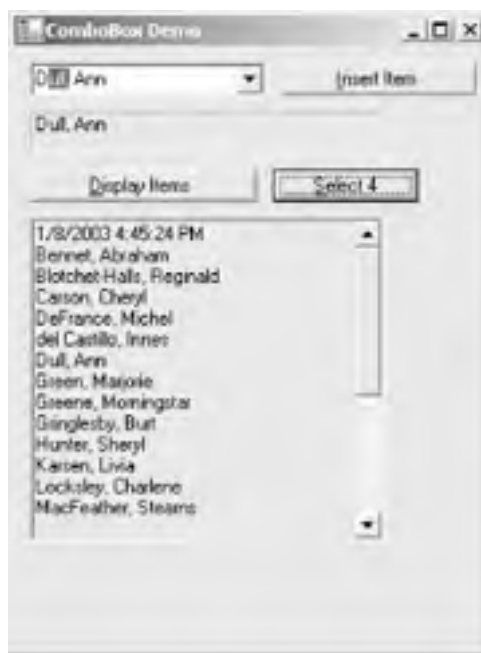 ComboBox Demo
Dull, Ann
Insert Item
Dull, Ann
Display Items
Select 4
1/8/2003 4:45:24 PM
Bennet, Abraham
Blotchet-Halls, Reginald
Carson, Cheryl
DeFrance, Michel
del Castillo, Innes
Dull, Ann
Green, Marjorie
Greene, Morningstar
Gringlesby, Burt
Hunter, Sheryl
Karsen, Livia
Locksley, Charlene
MacFeather, Stearns